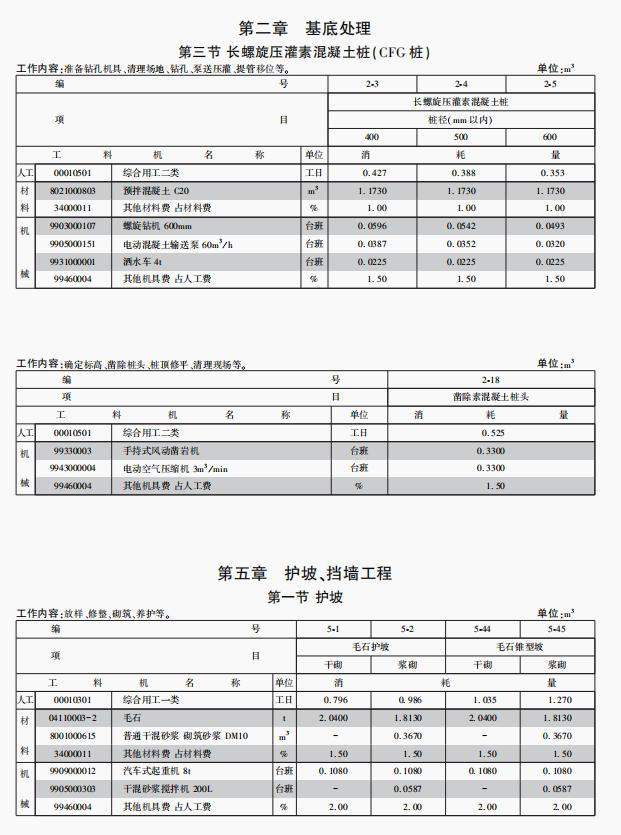 第二章 基底处理
第三节 长螺旋压灌素混凝土桩(CFG 桩)
工作内容:准备钻孔机具、清理场地、钻孔、泵送压灌、提管移位等。 单位:m³
编 号 2-3 2-4 2-5
长螺旋压灌素混凝土桩
项 目 桩径(mm 以内)
400 500 600
工 料 机 名 称 单位 消 耗 量
人工 00010501 综合用工二类 工日 0.427 0.388 0.353
材 8021000803 预拌混凝土 C20 m³ 1.1730 1.1730 1.1730
料 34000011 其他材料费 占材料费 % 1.00 1.00 1.00
机 9903000107 螺旋钻机 600mm 台班 0.0596 0.0542 0.0493
9905000151 电动混凝土输送泵 60m³/h 台班 0.0387 0.0352 0.0320
9931000001 洒水车 4t 台班 0.0225 0.0225 0.0225
械 99460004 其他机具费 占人工费 % 1.50 1.50 1.50
工作内容:确定标高、凿除桩头、桩顶修平、清理现场等。 单位:m³
编 号 2-18
项 目 凿除素混凝土桩头
工 料 机 名 称 单位 消 耗 量
人工 00010501 综合用工二类 工日 0.525
机 99330003 手持式风动凿岩机 台班 0.3300
9943000004 电动空气压缩机 3m³/min 台班 0.3300
械 99460004 其他机具费 占人工费 % 1.50
第五章 护坡、挡墙工程
第一节 护坡
工作内容:放样、修整、砌筑、养护等。 单位:m³
编 号 5-1 5-2 5-44 5-45
项 目 毛石护坡 毛石锥型坡
干砌 浆砌 干砌 浆砌
工 料 机 名 称 单位 消 耗 量
人工 00010301 综合用工一类 工日 0.796 0.986 1.035 1.270
材 04110003-2 毛石 t 2.0400 1.8130 2.0400 1.8130
8001000615 普通干混砂浆 砌筑砂浆 DM10 m³ - 0.3670 - 0.3670
料 34000011 其他材料费 占材料费 % 1.50 1.50 1.50 1.50
机 9909000012 汽车式起重机 8t 台班 0.1080 0.1080 0.1080 0.1080
9905000303 干混砂浆搅拌机 200L 台班 - 0.0587 - 0.0587
械 99460004 其他机具费 占人工费 % 2.00 2.00 2.00 2.00